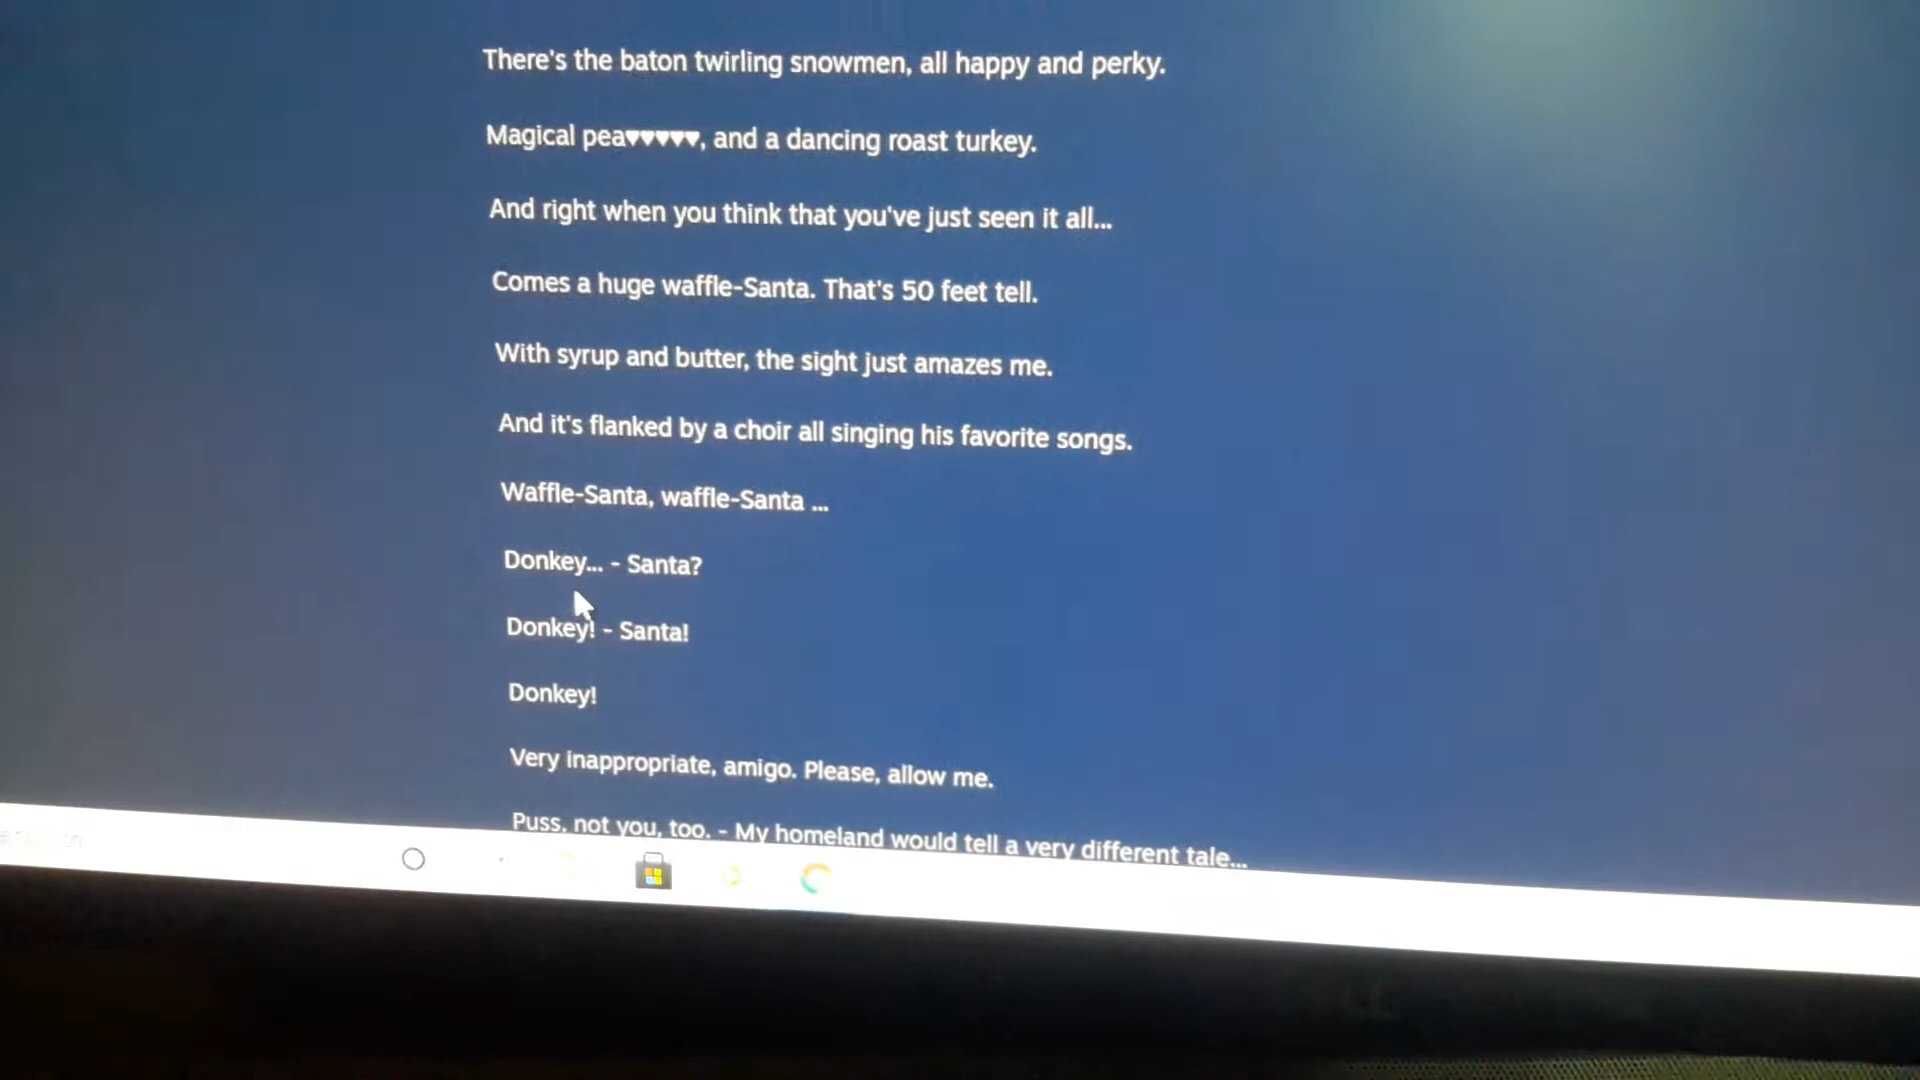 There's the baton twirling snowmen, all happy and perky.
Magical pea♥♥♥♥♥, and a dancing roast turkey.
And right when you think that you've just seen it all...
Comes a huge waffle-Santa. That's 50 feet tell.
With syrup and butter, the sight just amazes me.
And it's flanked by a choir all singing his favorite songs.
Waffle-Santa, waffle-Santa ...
Donkey... - Santa?
Donkey! - Santa!
Donkey!
Very inappropriate, amigo. Please, allow me.
Puss, not you, too. - My homeland would tell a very different tale...